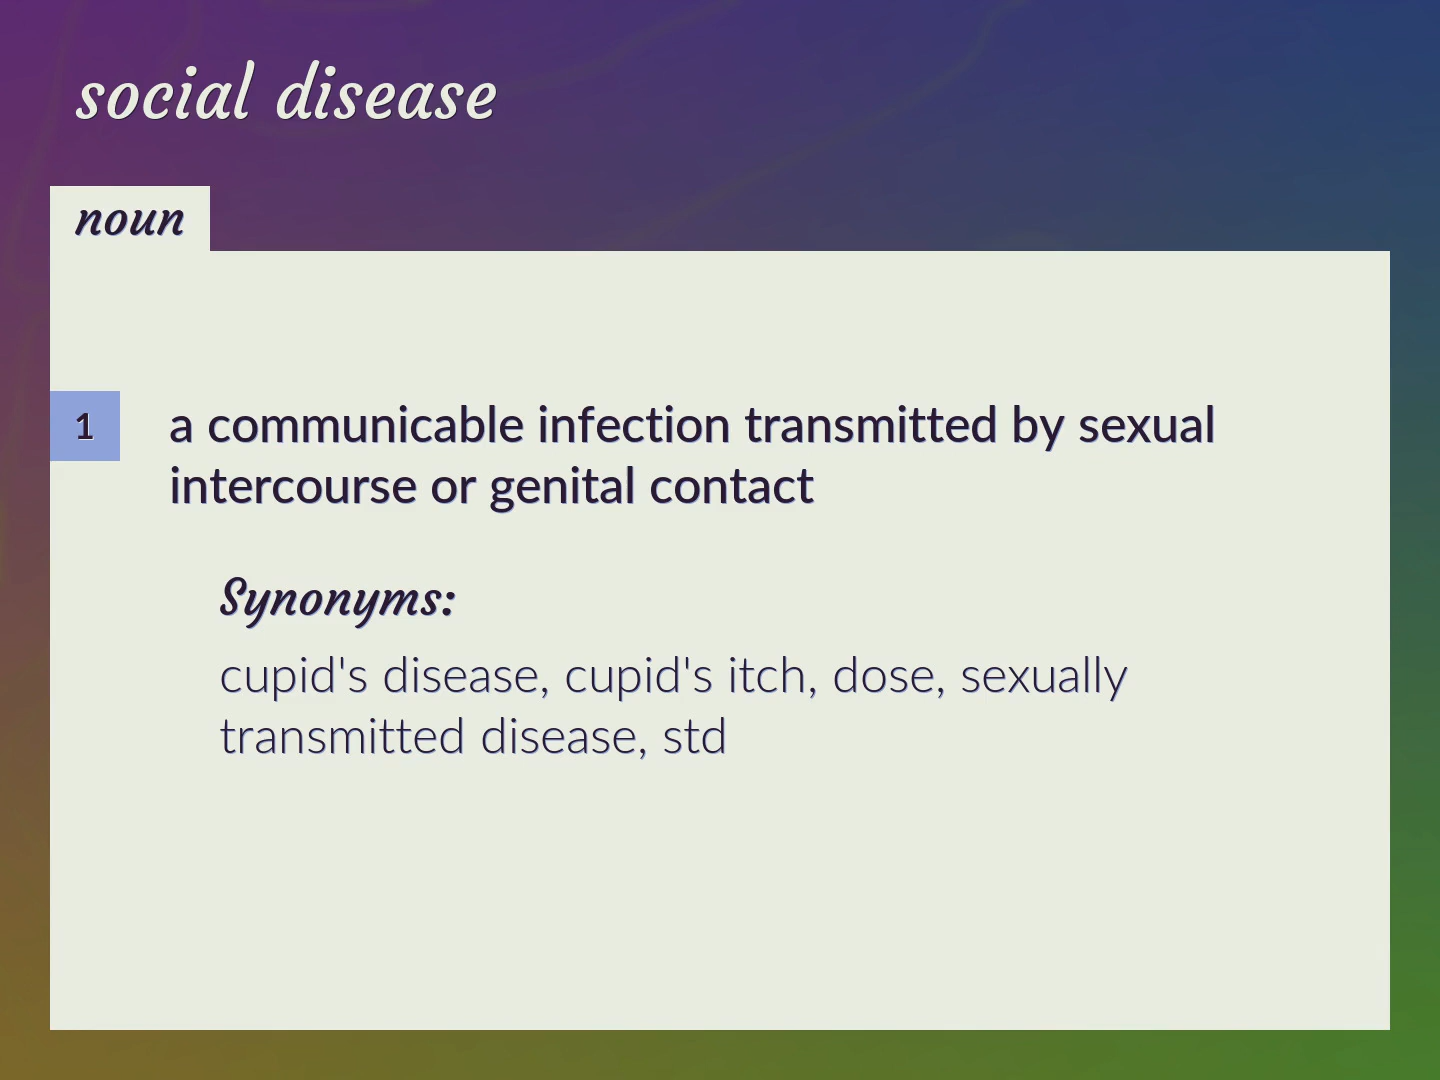 social disease
noun
1
a communicable infection transmitted by sexual
intercourse or genital contact
Synonyms:
cupid's disease, cupid's itch, dose, sexually
transmitted disease, std